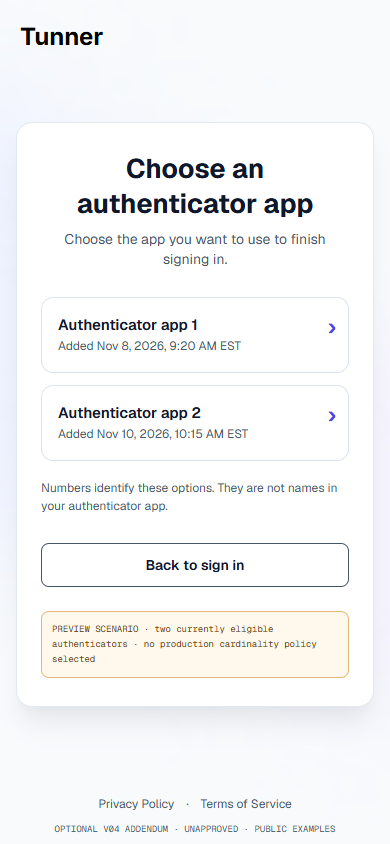 Tunner
Choose an
authenticator app
Choose the app you want to use to finish
signing in.
Authenticator app 1
Added Nov 8, 2026, 9:20 AM EST
Authenticator app 2
Added Nov 10, 2026, 10:15 AM EST
Numbers identify these options. They are not names in
your authenticator app.
Back to sign in
PREVIEW SCENARIO · two currently eligible
authenticators · no production cardinality policy
selected
Privacy Policy · Terms of Service
OPTIONAL V04 ADDENDUM · UNAPPROVED · PUBLIC EXAMPLES